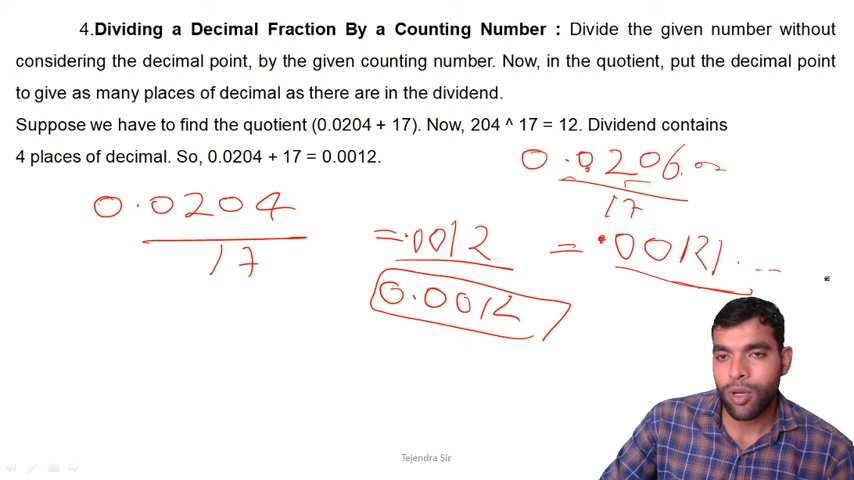 4.Dividing a Decimal Fraction By a Counting Number : Divide the given number without
considering the decimal point, by the given counting number. Now, in the quotient, put the decimal point
to give as many places of decimal as there are in the dividend.
Suppose we have to find the quotient (0.0204 + 17). Now, 204 ^ 17 = 12. Dividend contains
4 places of decimal. So, 0.0204 + 17 = 0.0012.
0.0206.00
17
0.0204
17
= .0012
= .00121. --
0.0012
Tejendra Sir